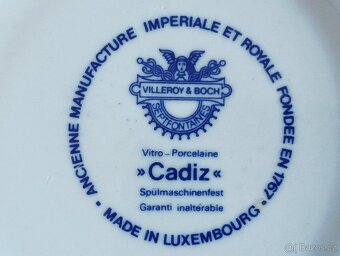 ANCIENNE MANUFACTURE IMPERIALE ET ROYALE FONDEE EN 1767 - MADE IN LUXEMBOURG -
VILLEROY & BOCH
SEPTFONTAINES
Vitro-Porcelaine
»Cadiz«
Spülmaschinenfest
Garanti inaltérable